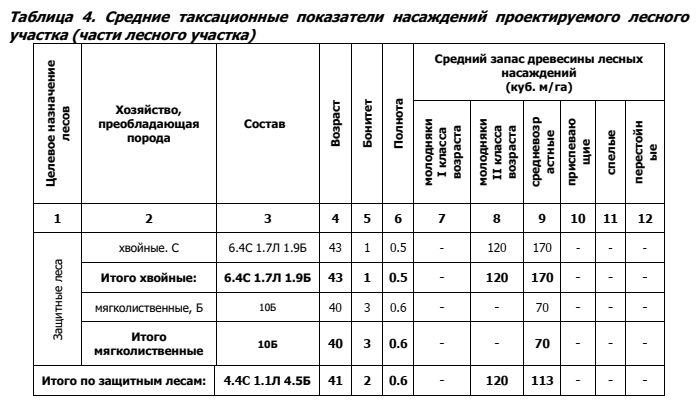 Таблица 4. Средние таксационные показатели насаждений проектируемого лесного
участка (части лесного участка)
Целевое назначение лесов
Хозяйство, преобладающая порода
Состав
Возраст
Бонитет
Полнота
Средний запас древесины лесных насаждений (куб. м/га)
молодняки I класса возраста
молодняки II класса возраста
средневозр астные
приспеваю щие
спелые
перестойн ые
1 2 3 4 5 6 7 8 9 10 11 12
Защитные леса
хвойные. С 6.4С 1.7Л 1.9Б 43 1 0.5 - 120 170 - - -
Итого хвойные: 6.4С 1.7Л 1.9Б 43 1 0.5 - 120 170 - - -
мягколиственные, Б 10Б 40 3 0.6 - - 70 - - -
Итого мягколиственные 10Б 40 3 0.6 - - 70 - - -
Итого по защитным лесам: 4.4С 1.1Л 4.5Б 41 2 0.6 - 120 113 - - -